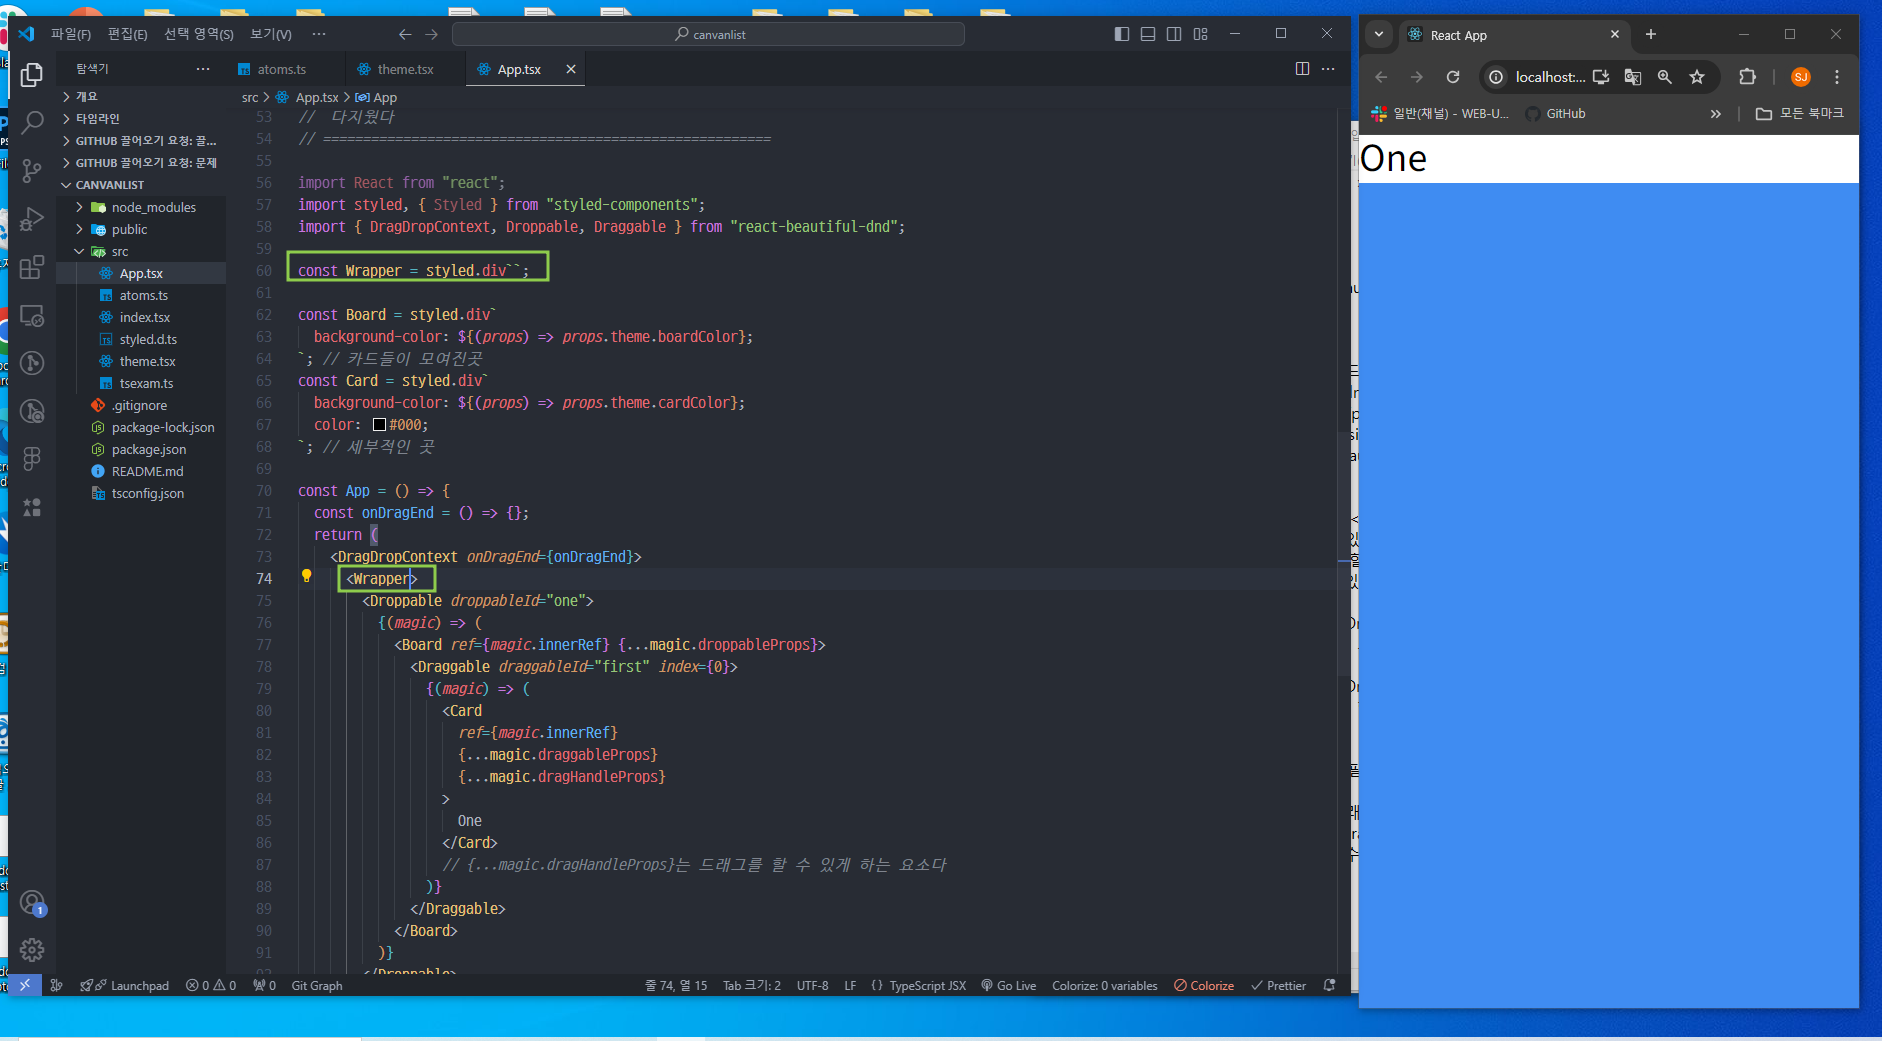 파일(F) 편집(E) 선택 영역(S) 보기(V) ···
canvanlist
탐색기
atoms.ts
theme.tsx
App.tsx
src > App.tsx > App
개요
타임라인
GITHUB 끌어오기 요청: 끌...
GITHUB 끌어오기 요청: 문제
CANVANLIST
node_modules
public
src
App.tsx
atoms.ts
index.tsx
styled.d.ts
theme.tsx
tsexam.ts
.gitignore
package-lock.json
package.json
README.md
tsconfig.json
53 // 다지웠다
54 // ========================================================
55
56 import React from "react";
57 import styled, { Styled } from "styled-components";
58 import { DragDropContext, Droppable, Draggable } from "react-beautiful-dnd";
59
60 const Wrapper = styled.div``;
61
62 const Board = styled.div`
63 background-color: ${(props) => props.theme.boardColor};
64 `; // 카드들이 모여진곳
65 const Card = styled.div`
66 background-color: ${(props) => props.theme.cardColor};
67 color: #000;
68 `; // 세부적인 곳
69
70 const App = () => {
71 const onDragEnd = () => {};
72 return (
73 <DragDropContext onDragEnd={onDragEnd}>
74 <Wrapper>
75 <Droppable droppableId="one">
76 {(magic) => (
77 <Board ref={magic.innerRef} {...magic.droppableProps}>
78 <Draggable draggableId="first" index={0}>
79 {(magic) => (
80 <Card
81 ref={magic.innerRef}
82 {...magic.draggableProps}
83 {...magic.dragHandleProps}
84 >
85 One
86 </Card>
87 // {...magic.dragHandleProps}는 드래그를 할 수 있게 하는 요소다
88 )}
89 </Draggable>
90 </Board>
91 )}
92 </Droppable>
1
Launchpad
0 0
0
Git Graph
줄 74, 열 15
Tab 크기: 2
UTF-8
LF
{ } TypeScript JSX
Go Live
Colorize: 0 variables
Colorize
Prettier
React App
localhost:...
SJ
일반(채널) - WEB-U...
GitHub
모든 북마크
One